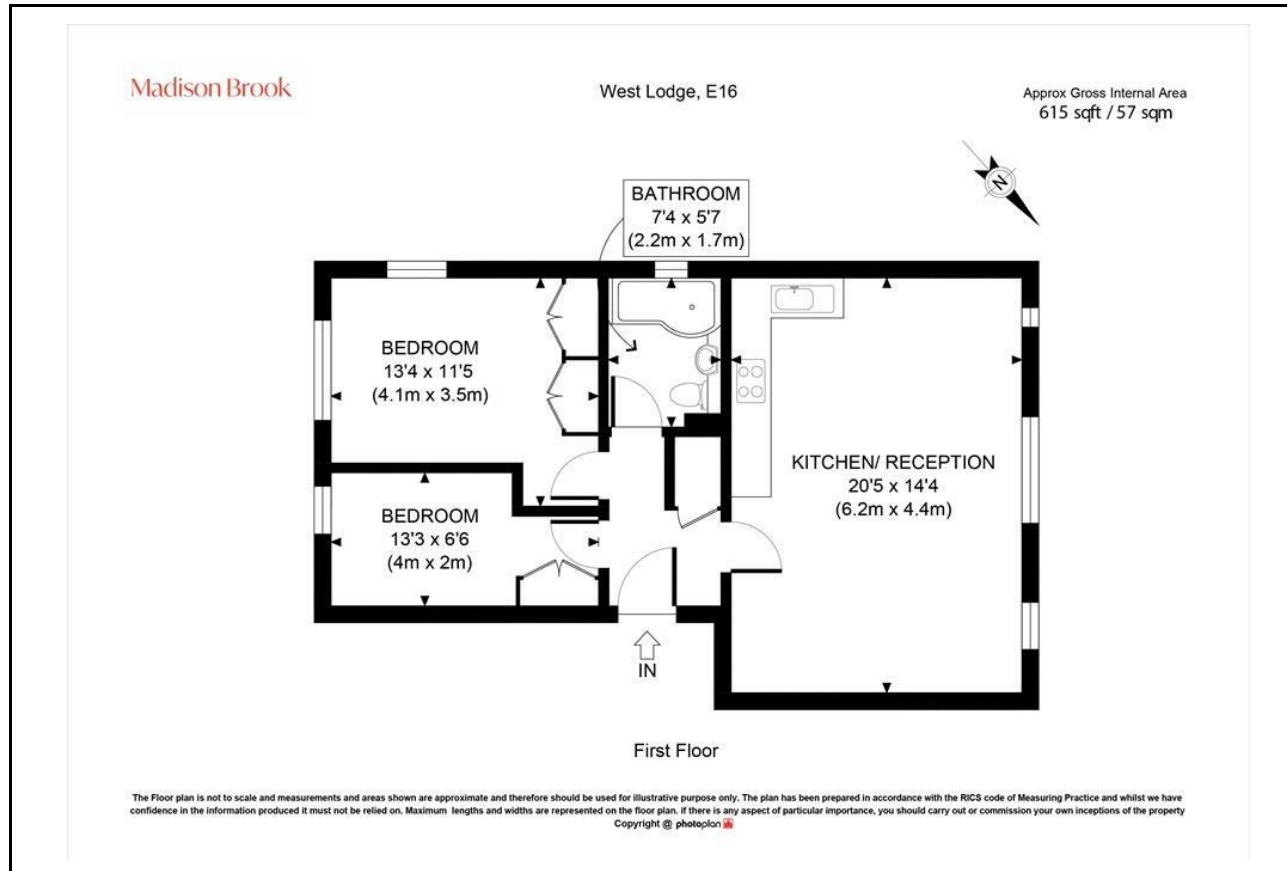 Madison Brook
West Lodge, E16
Approx Gross Internal Area
615 sqft / 57 sqm
N
BATHROOM
7'4 x 5'7
(2.2m x 1.7m)
BEDROOM
13'4 x 11'5
(4.1m x 3.5m)
KITCHEN/ RECEPTION
20'5 x 14'4
(6.2m x 4.4m)
BEDROOM
13'3 x 6'6
(4m x 2m)
IN
First Floor
The Floor plan is not to scale and measurements and areas shown are approximate and therefore should be used for illustrative purpose only. The plan has been prepared in accordance with the RICS code of Measuring Practice and whilst we have
confidence in the information produced it must not be relied on. Maximum lengths and widths are represented on the floor plan. if there is any aspect of particular importance, you should carry out or commission your own inceptions of the property
Copyright @ photoplan